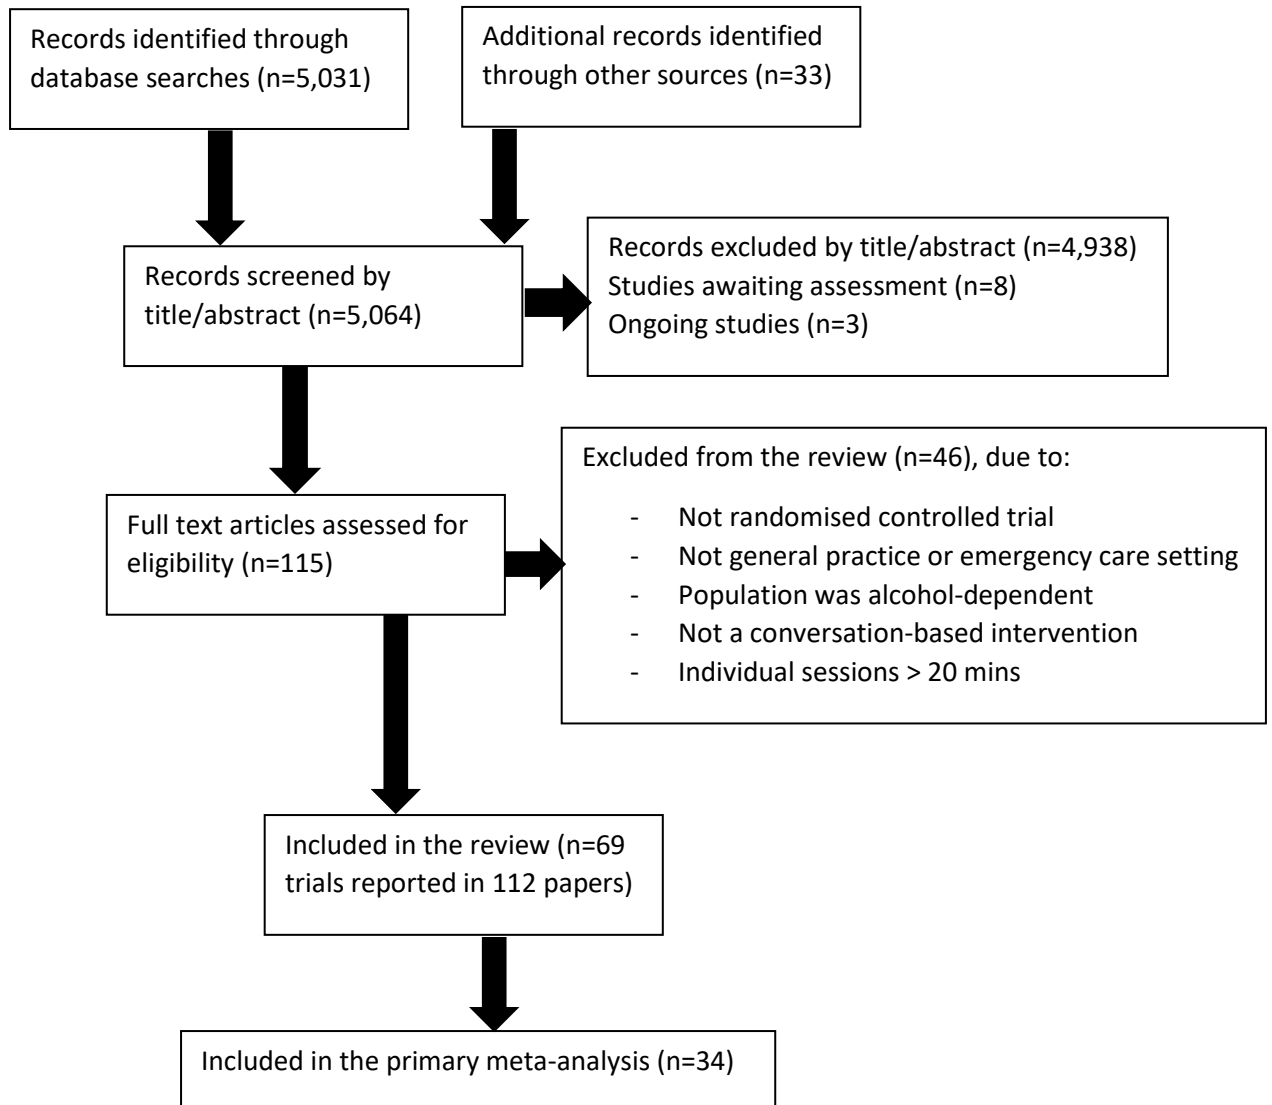 Records identified through
database searches (n=5,031)
Additional records identified
through other sources (n=33)
Records screened by
title/abstract (n=5,064)
Records excluded by title/abstract (n=4,938)
Studies awaiting assessment (n=8)
Ongoing studies (n=3)
Full text articles assessed for
eligibility (n=115)
Excluded from the review (n=46), due to:
- Not randomised controlled trial
- Not general practice or emergency care setting
- Population was alcohol-dependent
- Not a conversation-based intervention
- Individual sessions > 20 mins
Included in the review (n=69
trials reported in 112 papers)
Included in the primary meta-analysis (n=34)